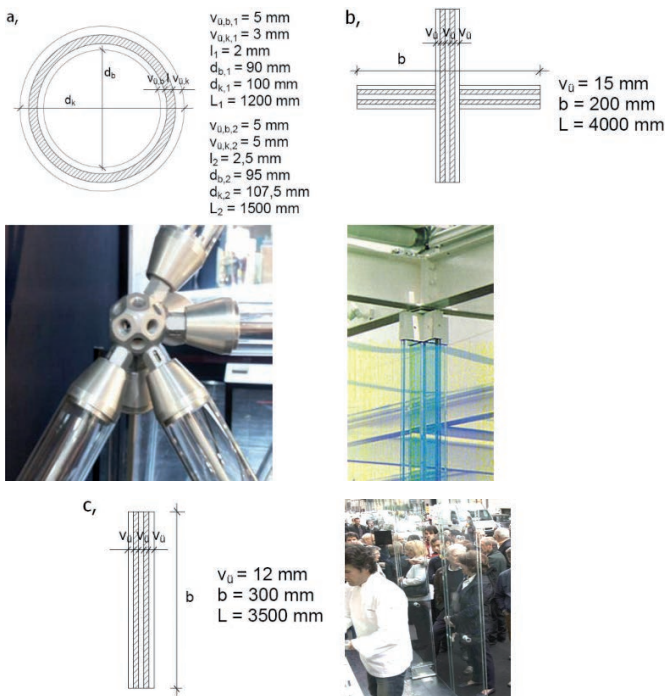 a,
v_ü,b,1 = 5 mm
v_ü,k,1 = 3 mm
l_1 = 2 mm
d_b,1 = 90 mm
d_k,1 = 100 mm
L_1 = 1200 mm
v_ü,b,2 = 5 mm
v_ü,k,2 = 5 mm
l_2 = 2,5 mm
d_b,2 = 95 mm
d_k,2 = 107,5 mm
L_2 = 1500 mm
v_ü,b l v_ü,k
d_b
d_k
b,
v_ü v_ü v_ü
b
v_ü = 15 mm
b = 200 mm
L = 4000 mm
c,
v_ü v_ü v_ü
b
v_ü = 12 mm
b = 300 mm
L = 3500 mm